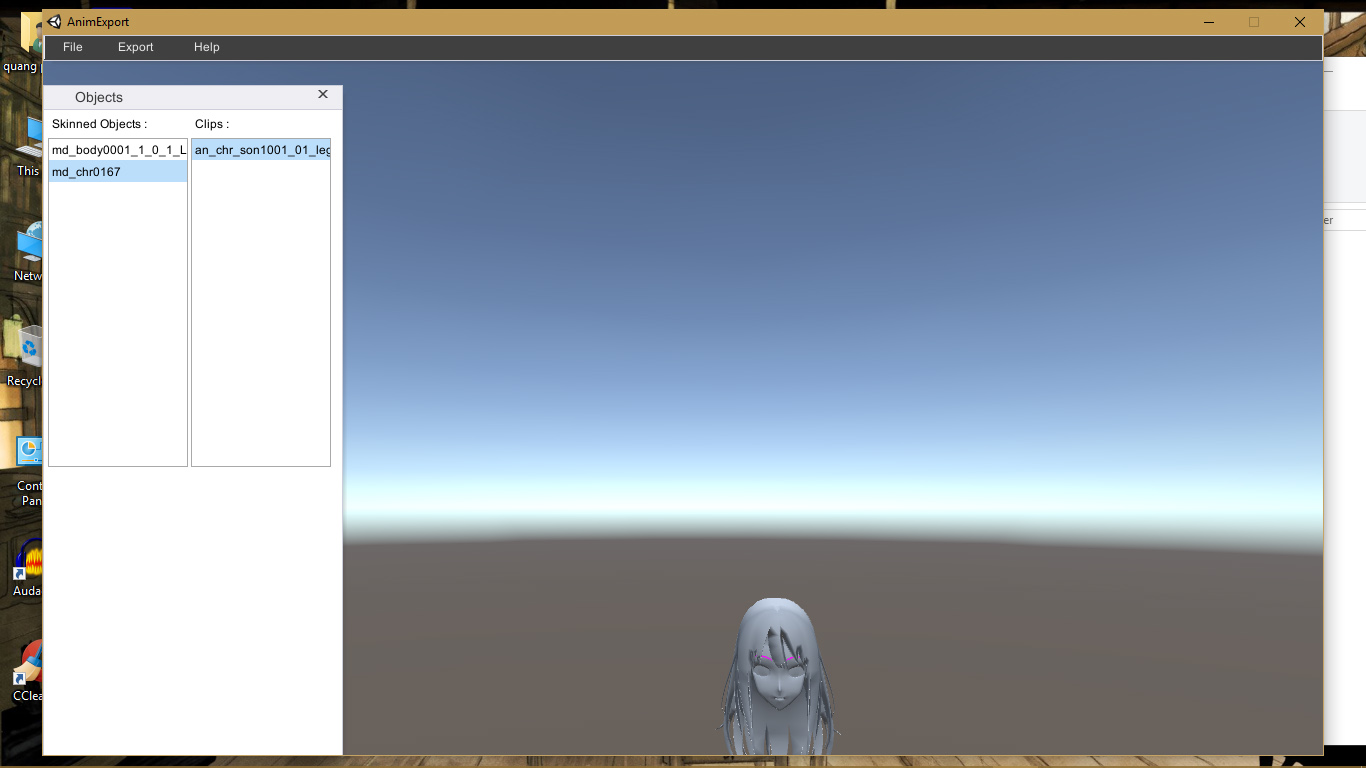 AnimExport
File Export Help
quang
Objects
Skinned Objects : Clips :
md_body0001_1_0_1_L an_chr_son1001_01_leg
md_chr0167
This
er
Netw
Recycl
Cont
Pan
Auda
CClea